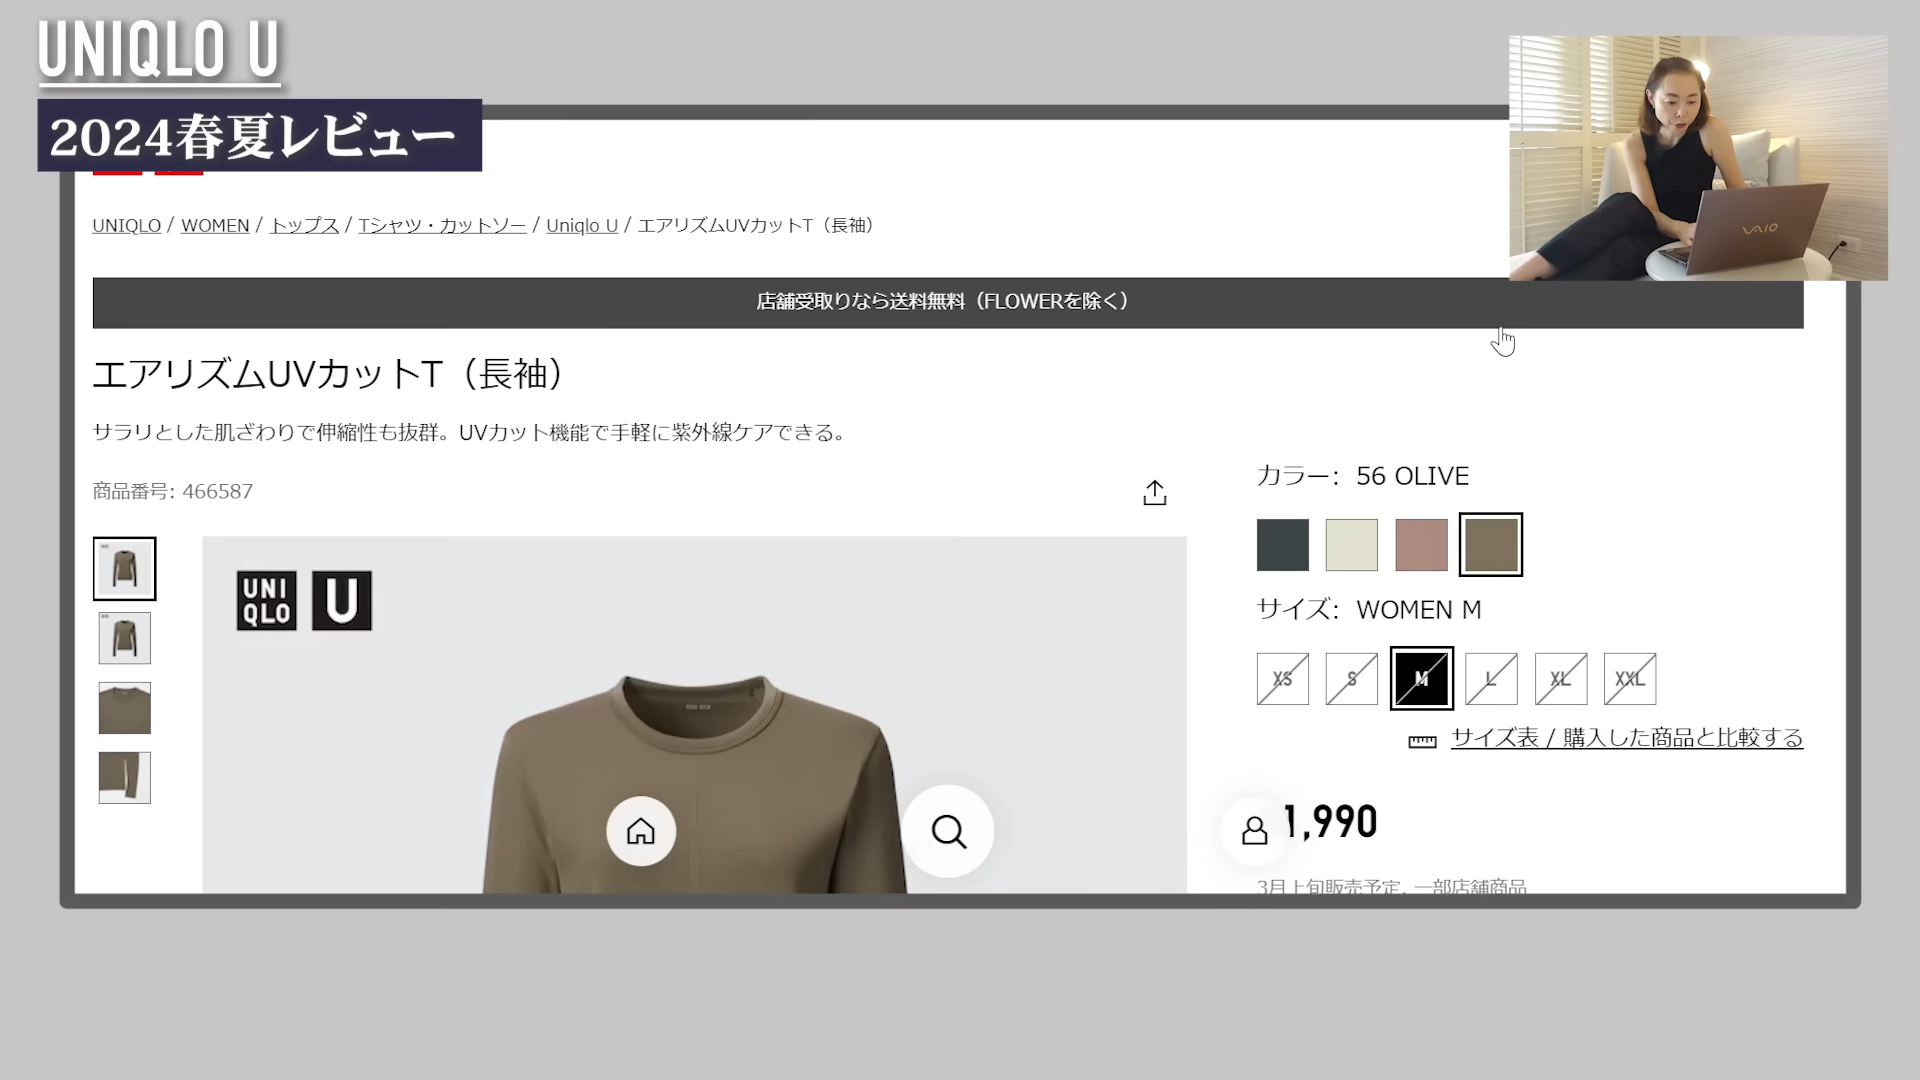 UNIQLO U
2024春夏レビュー
VAIO
UNIQLO / WOMEN / トップス / Tシャツ・カットソー / Uniqlo U / エアリズムUVカットT（長袖）
店舗受取りなら送料無料（FLOWERを除く）
エアリズムUVカットT（長袖）
サラリとした肌ざわりで伸縮性も抜群。UVカット機能で手軽に紫外線ケアできる。
商品番号: 466587
カラー: 56 OLIVE
UNI
QLO
U
サイズ: WOMEN M
XS S M L XL XXL
サイズ表 / 購入した商品と比較する
1,990
3月上旬販売予定, 一部店舗商品